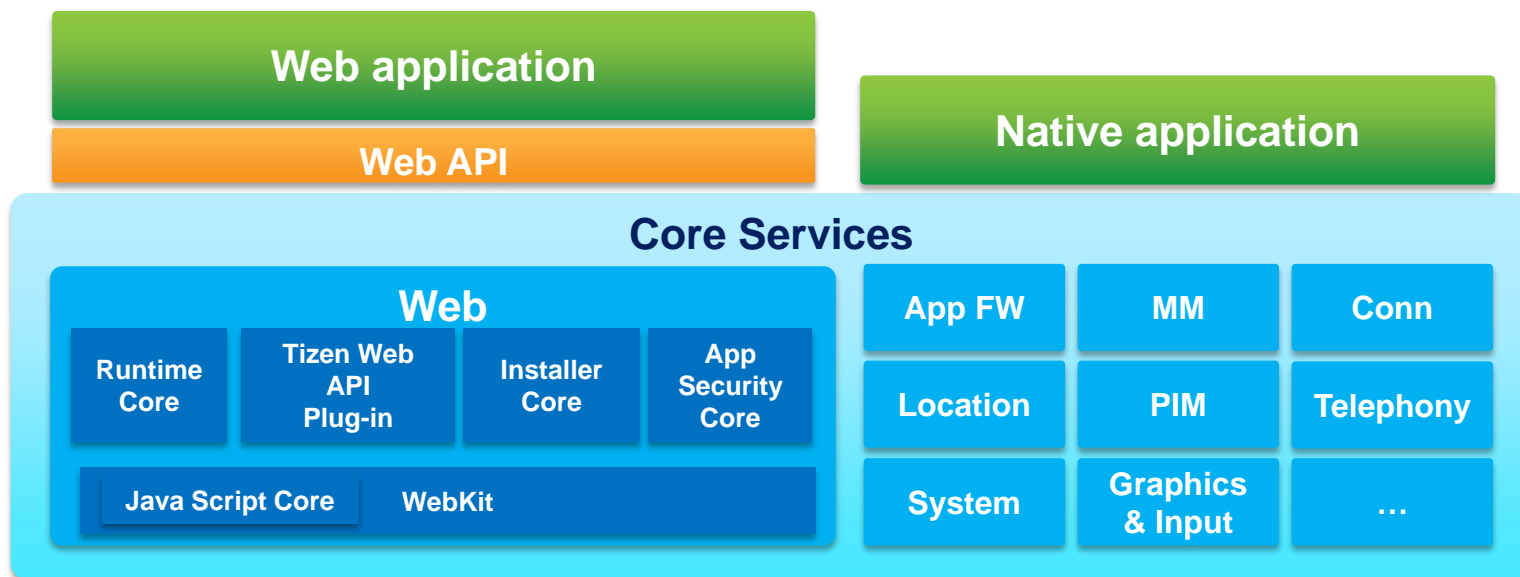 Web application
Web API
Native application
Core Services
Web
Runtime
Core
Tizen Web
API
Plug-in
Installer
Core
App
Security
Core
Java Script Core
WebKit
App FW
MM
Conn
Location
PIM
Telephony
System
Graphics
& Input
…